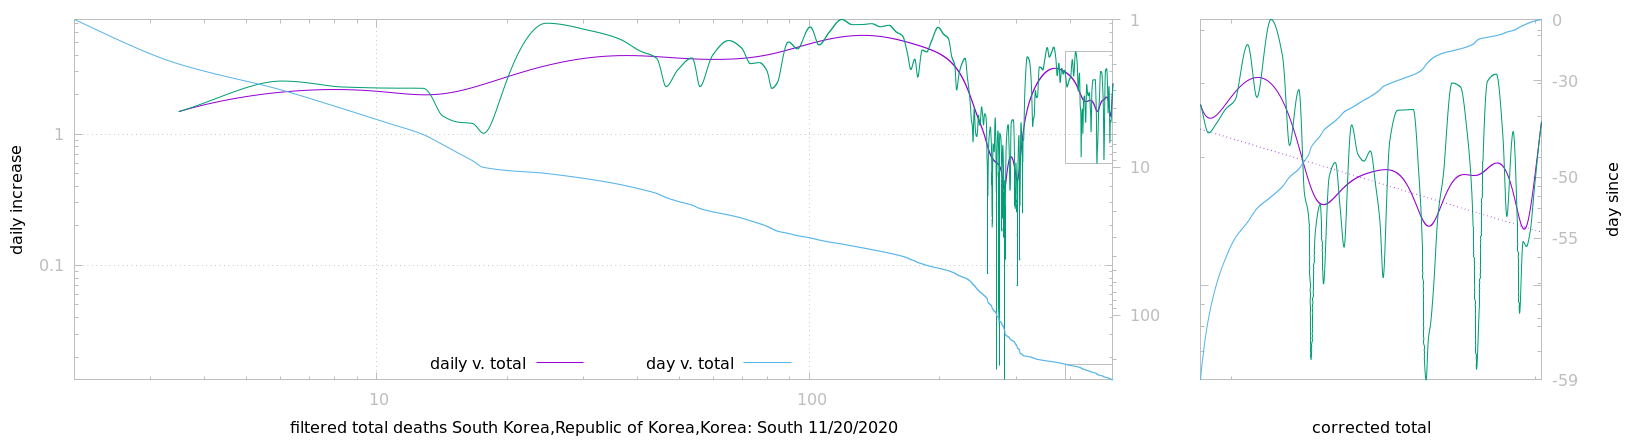 daily increase
1
0.1
10
100
1
10
100
daily v. total
day v. total
filtered total deaths South Korea,Republic of Korea,Korea: South 11/20/2020
0
-30
-50
-55
-59
day since
corrected total